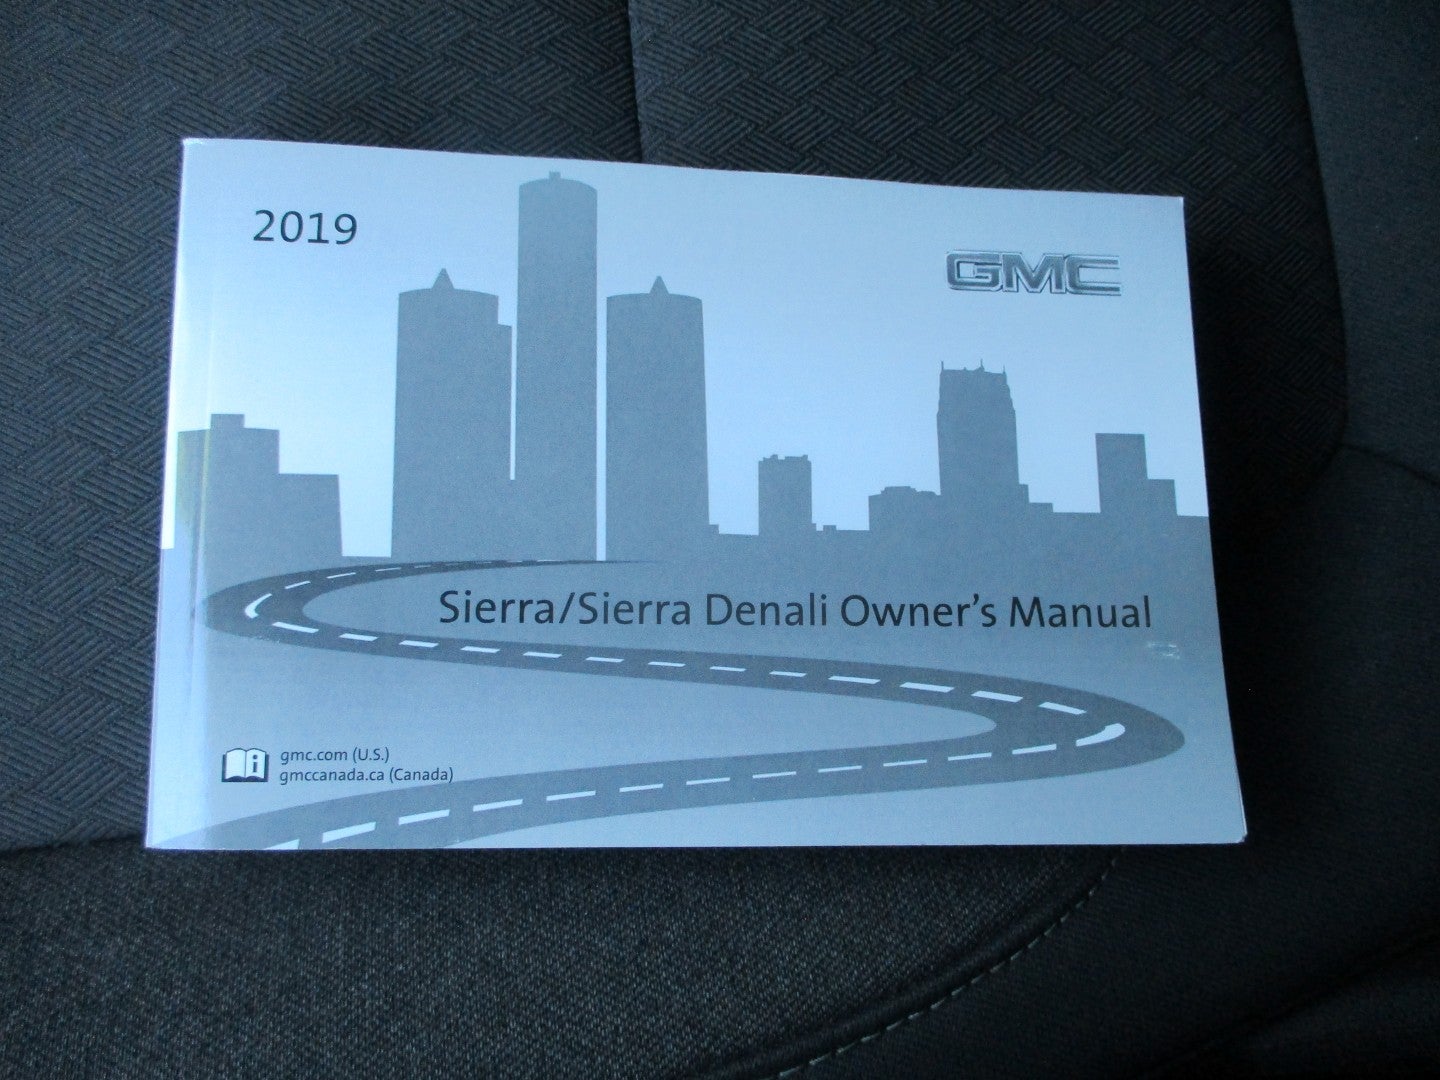 2019
GMC
Sierra/Sierra Denali Owner's Manual
gmc.com (U.S.)
gmccanada.ca (Canada)